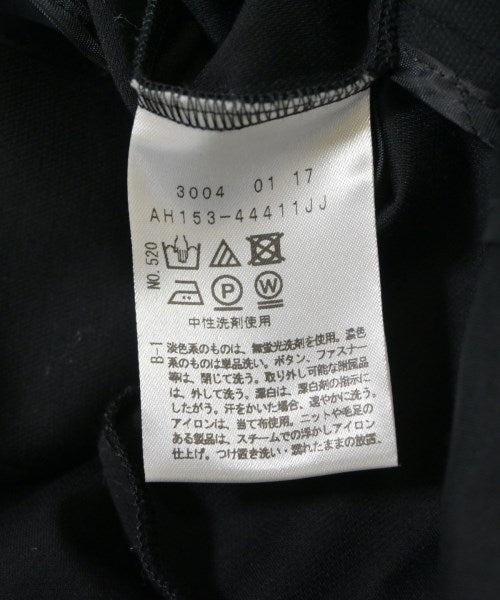 3004 01 17
AH153-44411JJ
NO.520
P W
中性洗剤使用
B-1
淡色系のものは、無蛍光洗剤を使用。濃色
系のものは単品洗い。ボタン、ファスナー
等は、閉じて洗う。取り外し可能な附属品
は、外して洗う。漂白は、漂白剤の指示に
したがう。汗をかいた場合、速やかに洗う。
アイロンは、当て布使用。ニットや毛足の
ある製品は、スチームでの浮かしアイロン
仕上げ。つけ置き洗い・濡れたままの放置、